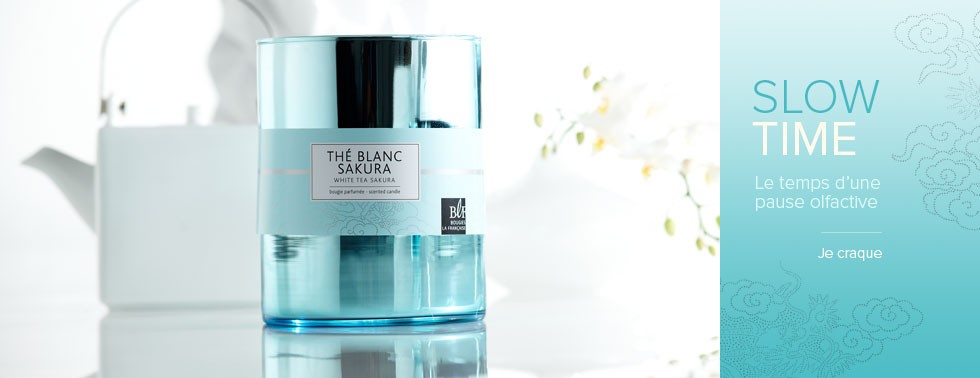 THÉ BLANC
SAKURA
WHITE TEA SAKURA
bougie parfumée - scented candle
BlF
BOUGIES
LA FRANÇAISE
SLOW
TIME
Le temps d'une
pause olfactive
Je craque